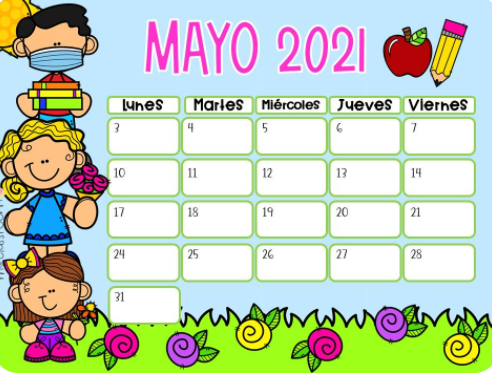 MAYO 2021
Lunes Martes Miércoles Jueves Viernes
3 4 5 6 7
10 11 12 13 14
17 18 19 20 21
24 25 26 27 28
31